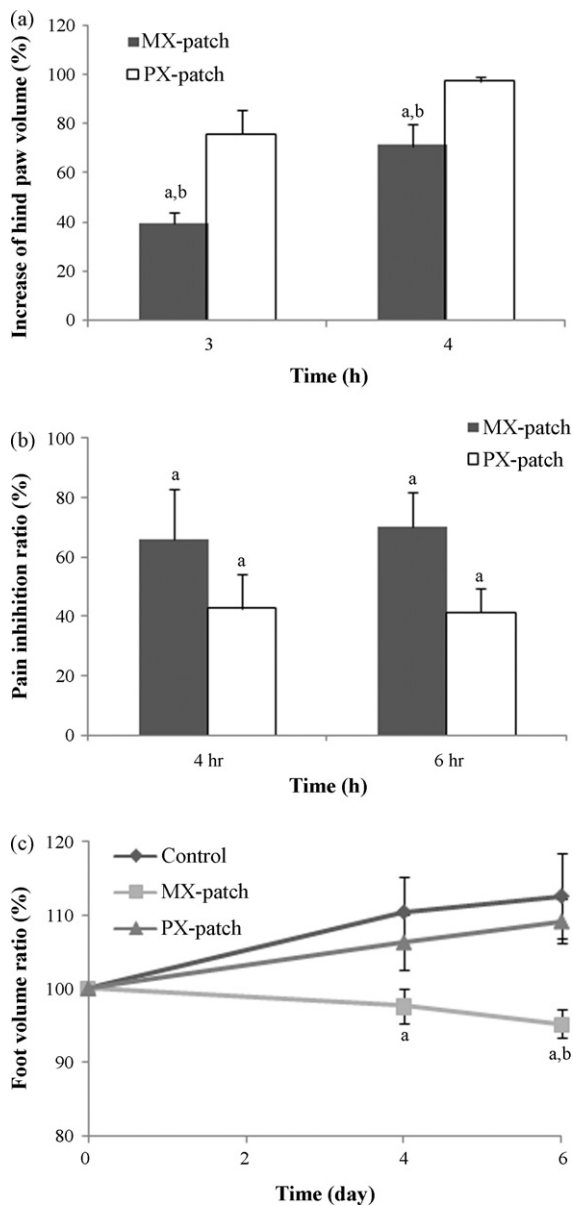 (a)
MX-patch
PX-patch
Increase of hind paw volume (%)
120
100
80
60
40
20
0
a,b
a,b
3
4
Time (h)
(b)
MX-patch
PX-patch
Pain inhibition ratio (%)
100
80
60
40
20
0
a
a
a
a
4 hr
6 hr
Time (h)
(c)
Control
MX-patch
PX-patch
Foot volume ratio (%)
120
110
100
90
80
a
a,b
0
2
4
6
Time (day)